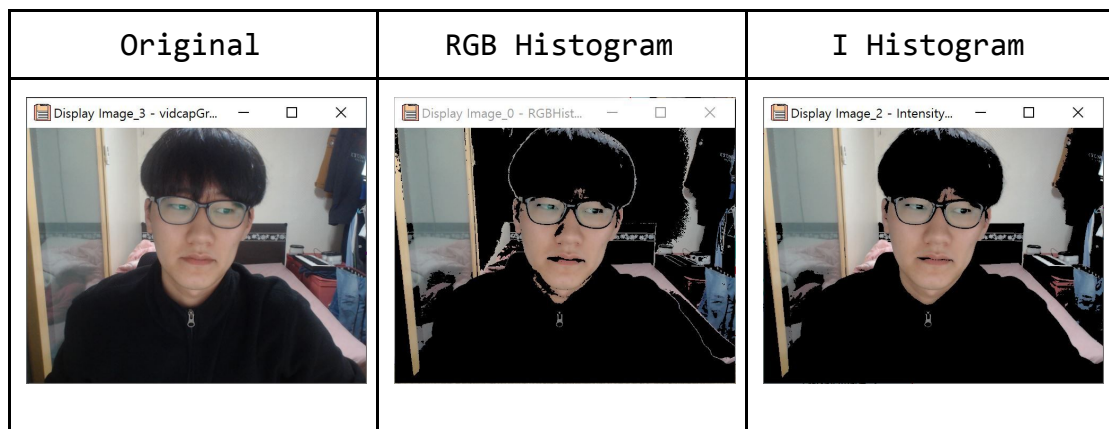 Original
RGB Histogram
I Histogram
Display Image_3 - vidcapGr...
Display Image_0 - RGBHist...
Display Image_2 - Intensity...